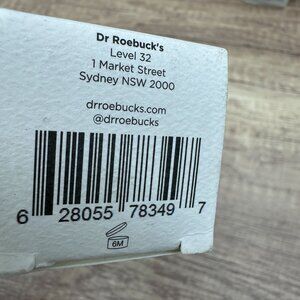 Dr Roebuck's
Level 32
1 Market Street
Sydney NSW 2000
drroebucks.com
@drroebucks
6 28055 78349 7
6M